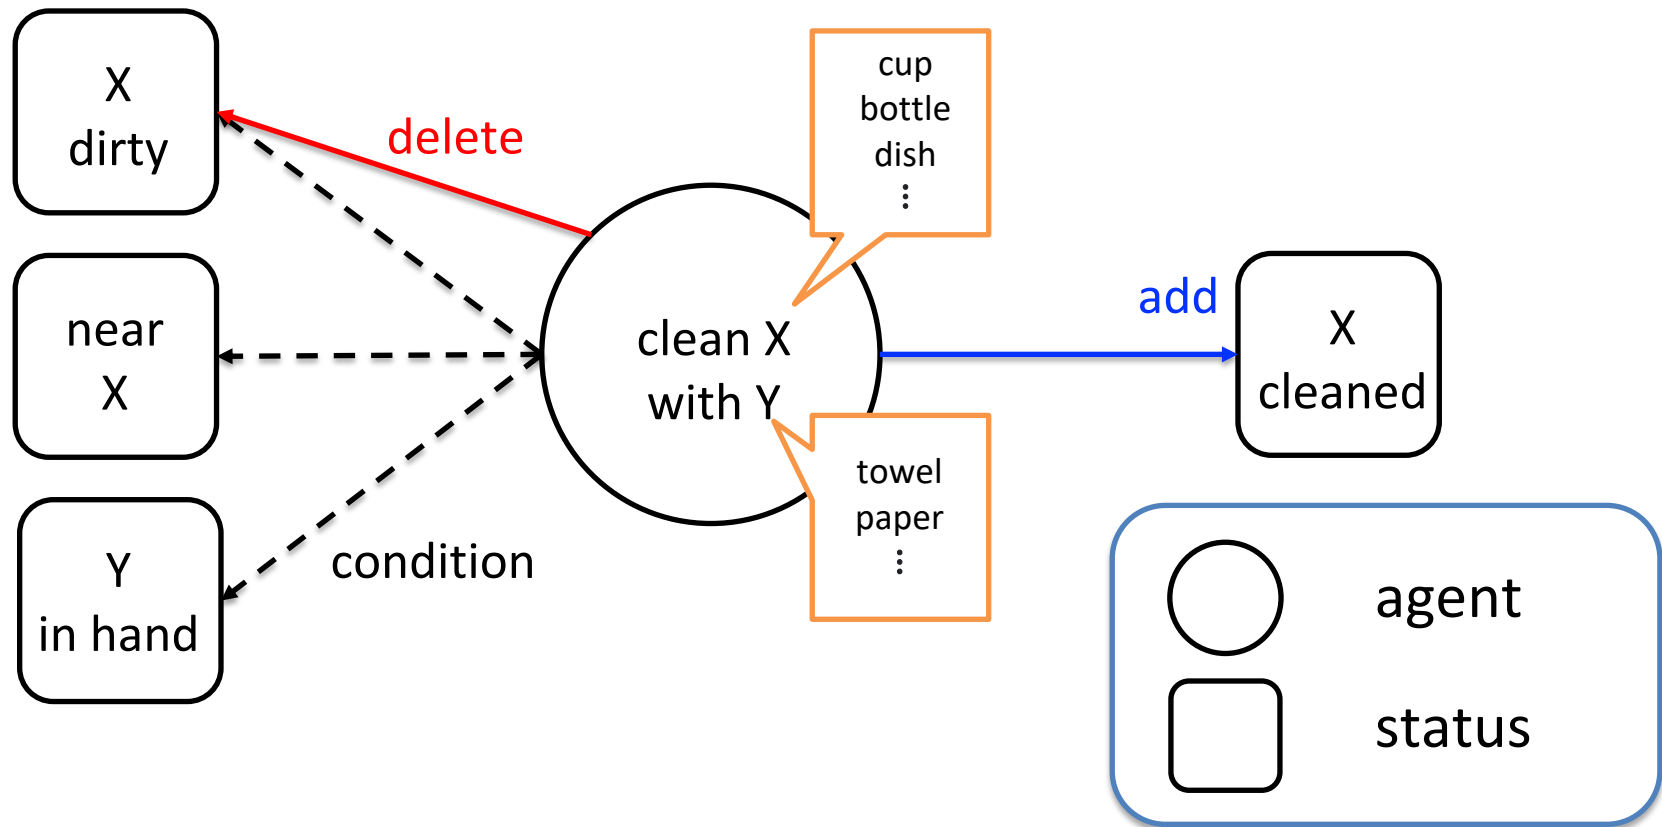 X
dirty
near
X
Y
in hand
delete
condition
clean X
with Y
cup
bottle
dish
⋮
towel
paper
⋮
add
X
cleaned
agent
status